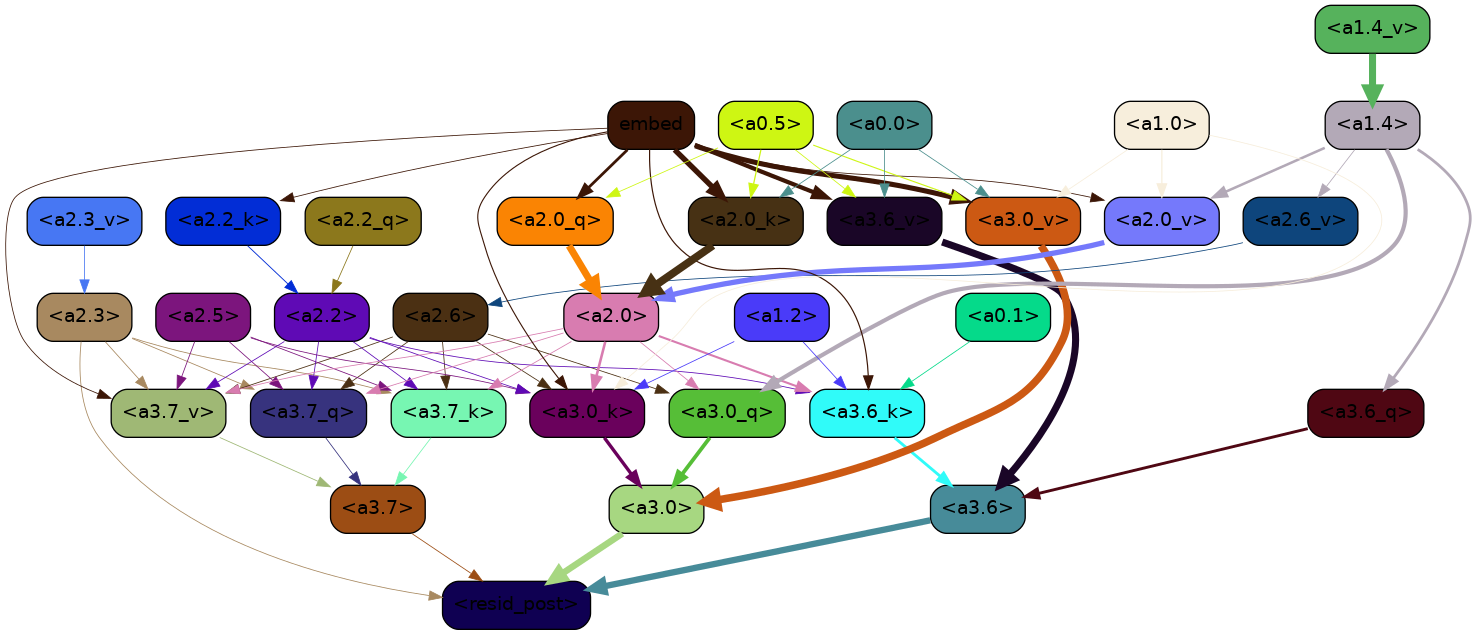 <a1.4_v>
embed
<a0.5>
<a0.0>
<a1.0>
<a1.4>
<a2.3_v>
<a2.2_k>
<a2.2_q>
<a2.0_q>
<a2.0_k>
<a3.6_v>
<a3.0_v>
<a2.0_v>
<a2.6_v>
<a2.3>
<a2.5>
<a2.2>
<a2.6>
<a2.0>
<a1.2>
<a0.1>
<a3.7_v>
<a3.7_q>
<a3.7_k>
<a3.0_k>
<a3.0_q>
<a3.6_k>
<a3.6_q>
<a3.7>
<a3.0>
<a3.6>
<resid_post>